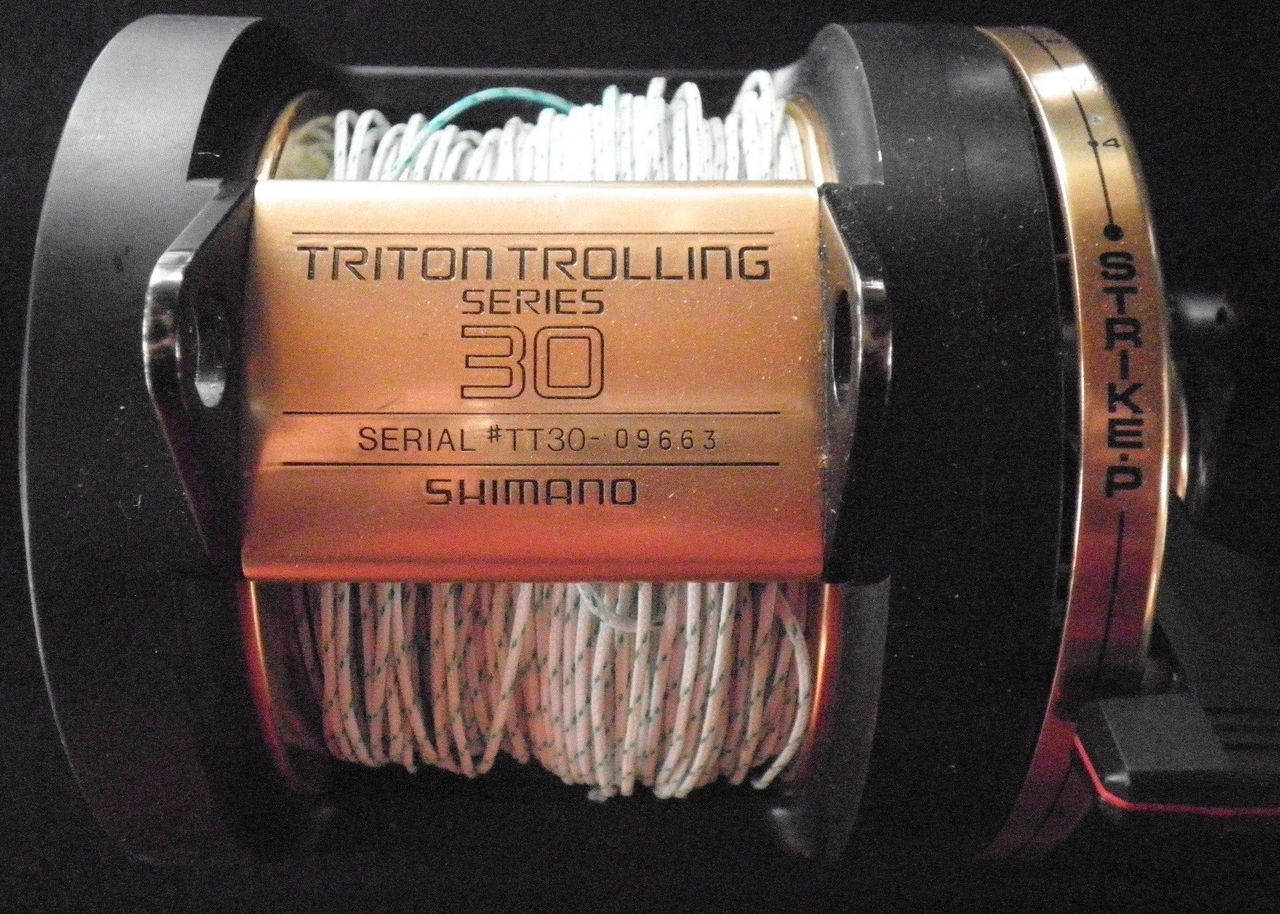 TRITON TROLLING
SERIES
30
SERIAL #TT30-09663
SHIMANO
4
STRIKE-P